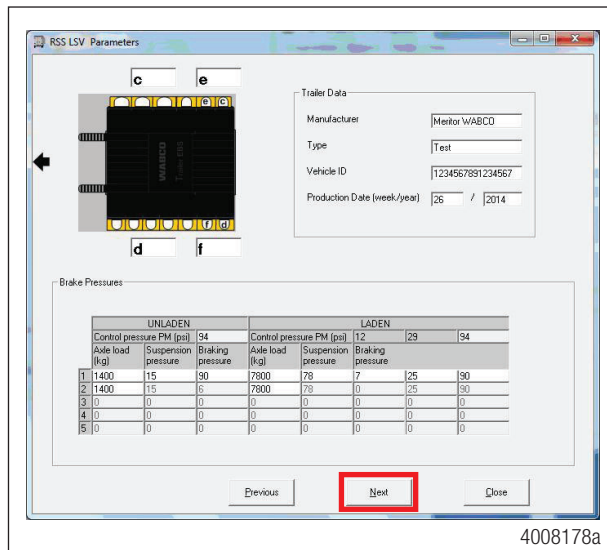 RSS LSV Parameters
c e
e c
WABCO
Trailer EBS
f d
d f
Trailer Data
Manufacturer Meritor WABCO
Type Test
Vehicle ID 1234567891234567
Production Date (week/year) 26 / 2014
Brake Pressures
UNLADEN LADEN
Control pressure PM (psi) 94 Control pressure PM (psi) 12 29 94
Axle load (kg) Suspension pressure Braking pressure Axle load (kg) Suspension pressure Braking pressure
1 1400 15 90 7800 78 7 25 90
2 1400 15 6 7800 78 0 25 90
3 0 0 0 0 0 0 0 0
4 0 0 0 0 0 0 0 0
5 0 0 0 0 0 0 0 0
Previous Next Close
4008178a